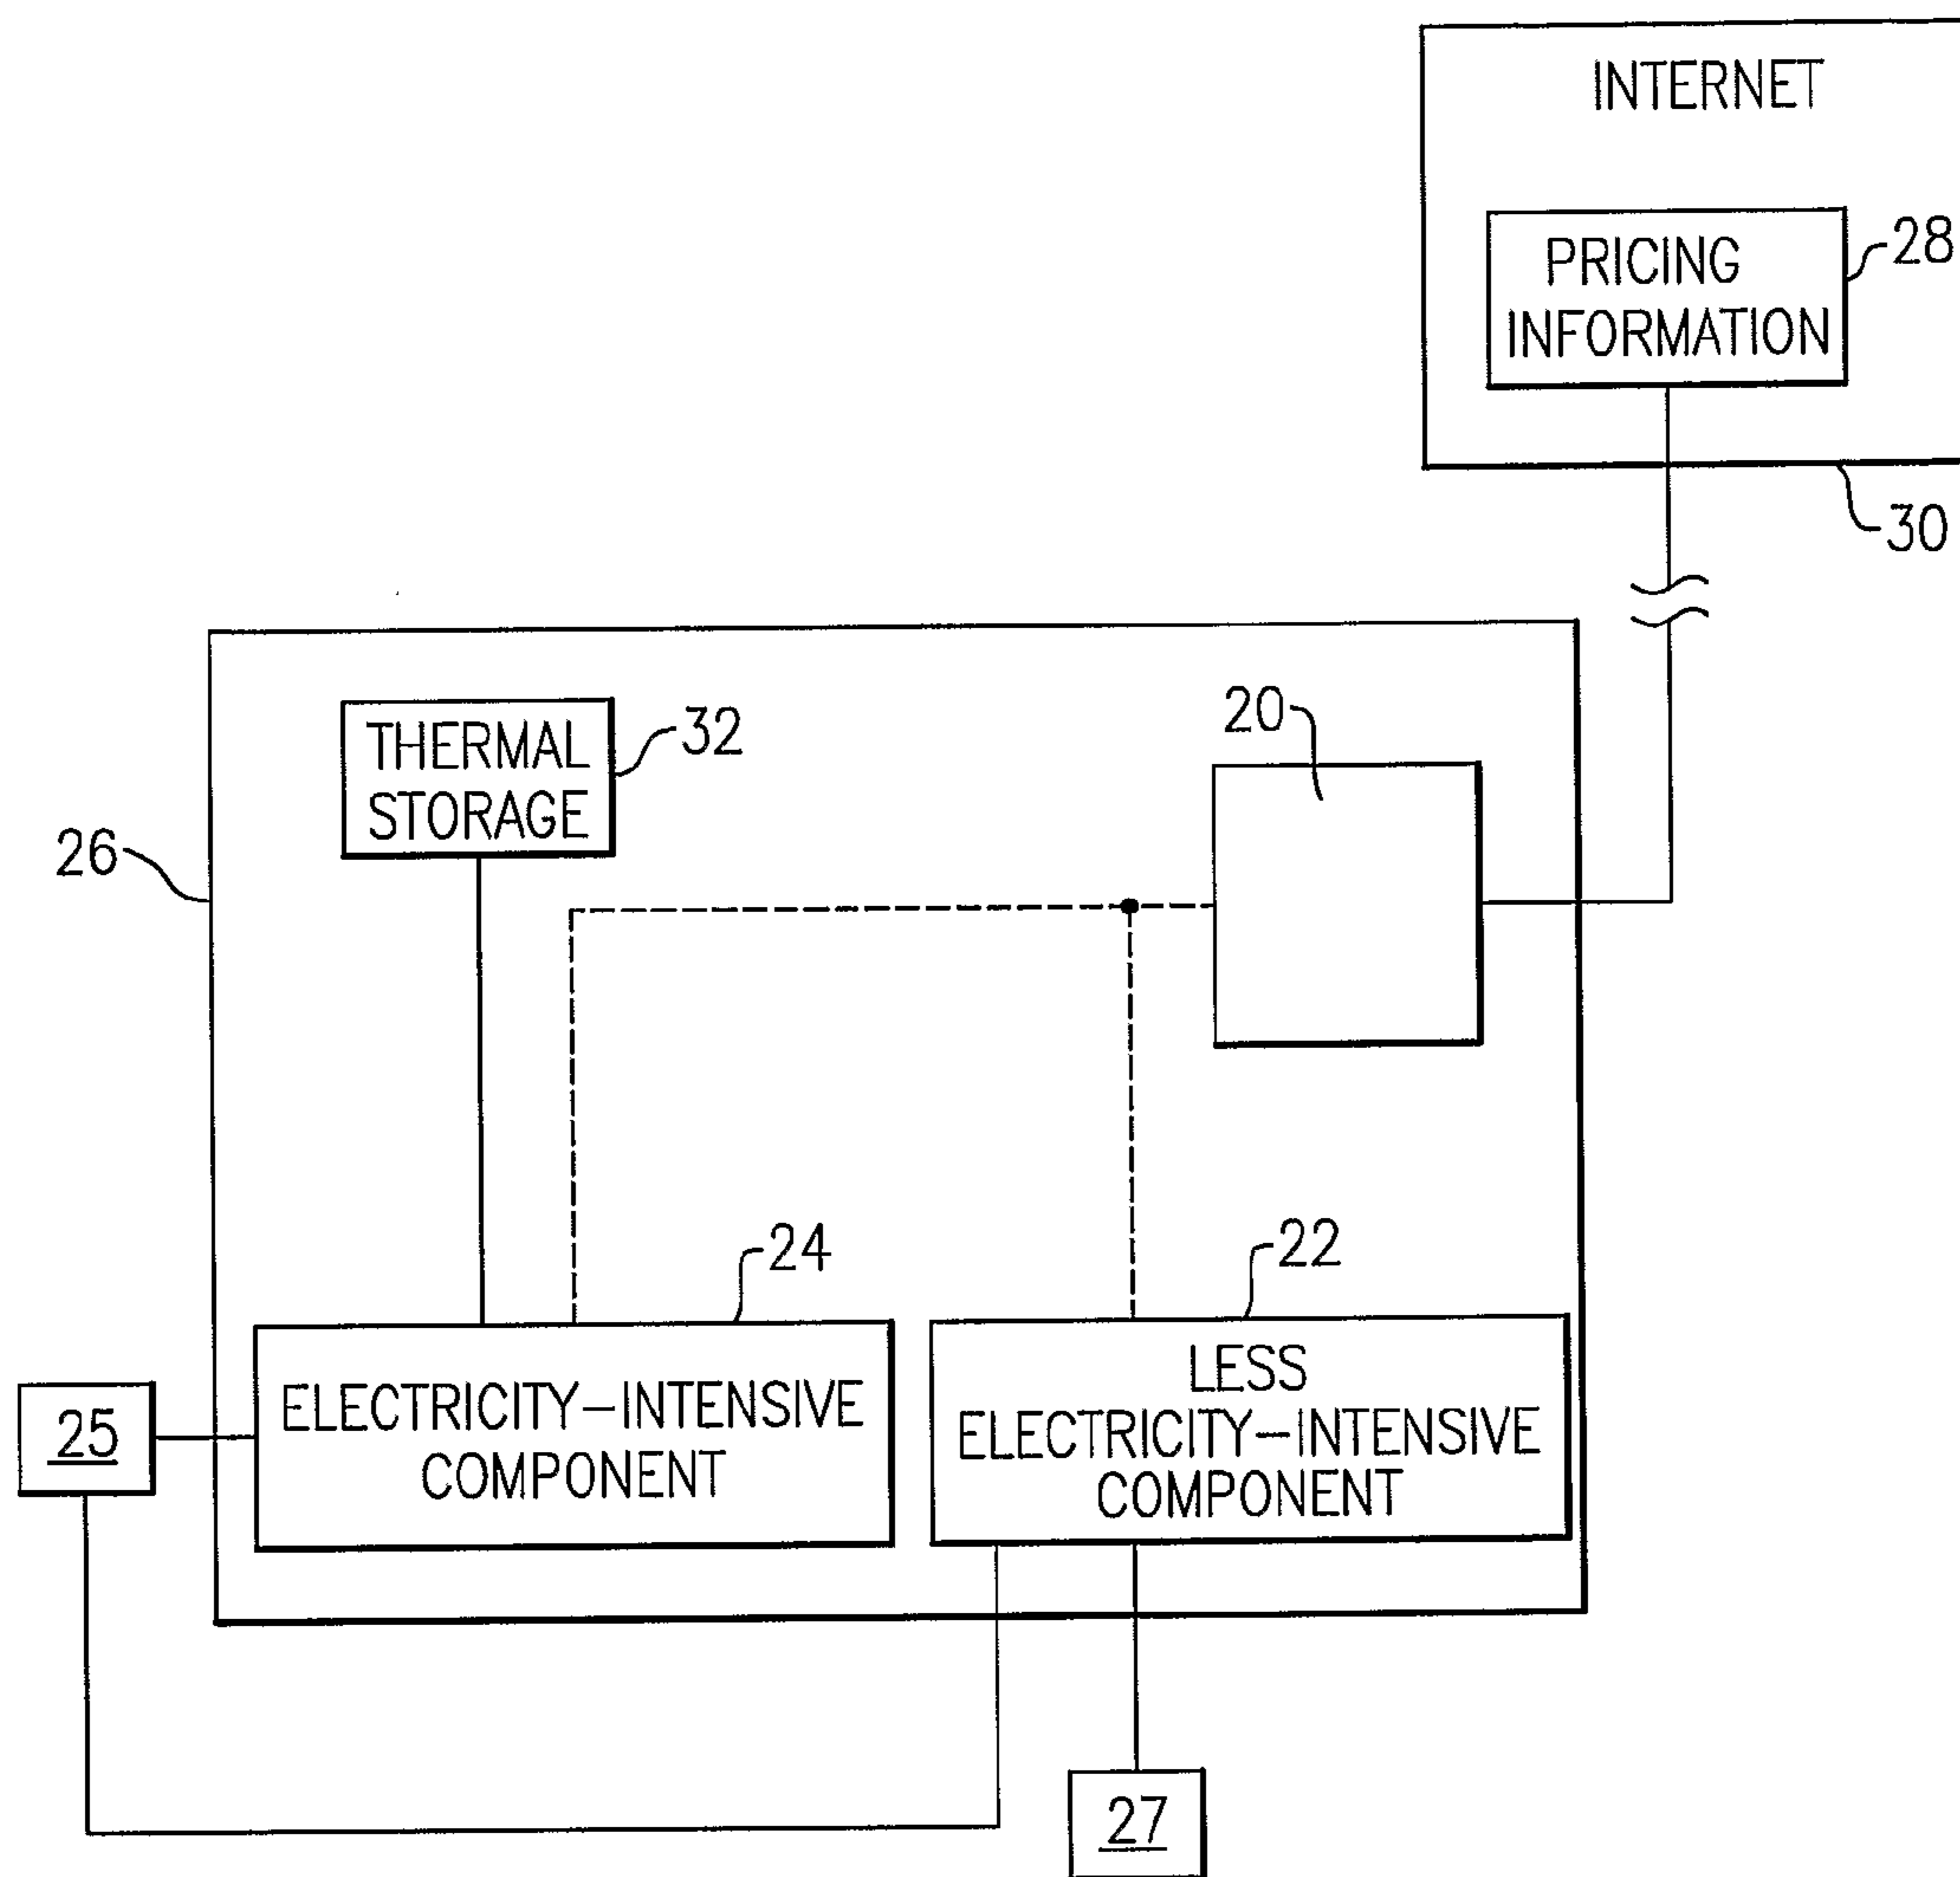 INTERNET
PRICING
INFORMATION
28
30
THERMAL
STORAGE
32
20
26
24
22
ELECTRICITY-INTENSIVE
COMPONENT
LESS
ELECTRICITY-INTENSIVE
COMPONENT
25
27